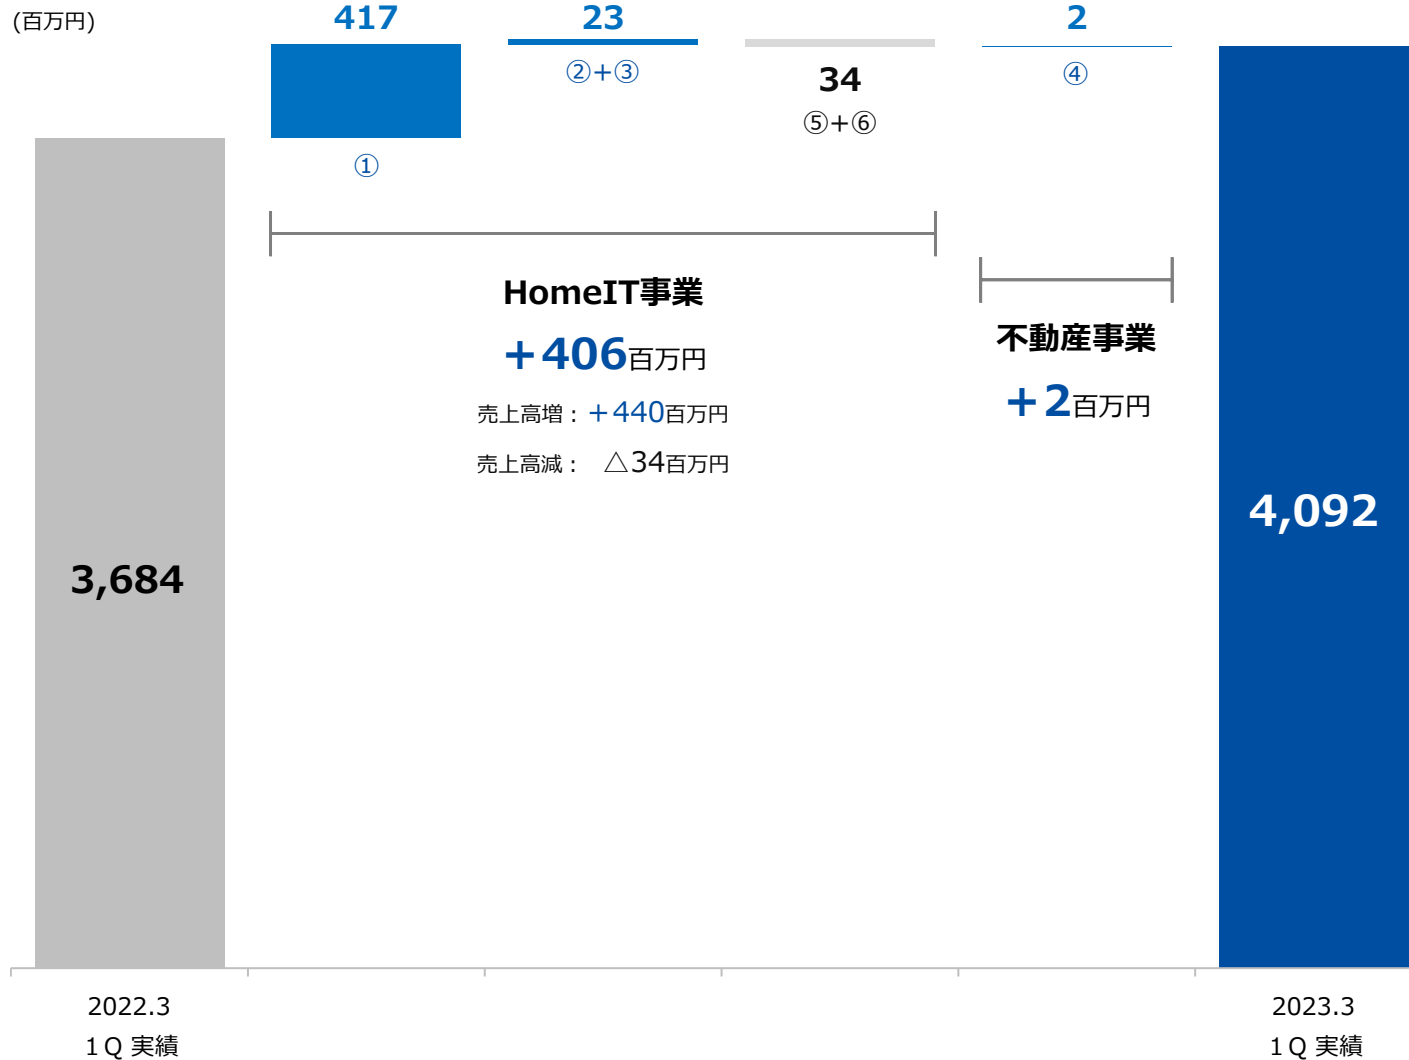 (百万円)
417
23
2
②+③
34
④
⑤+⑥
①
HomeIT事業
+406百万円
売上高増：+440百万円
売上高減： △34百万円
不動産事業
+2百万円
3,684
4,092
2022.3
1Q 実績
2023.3
1Q 実績